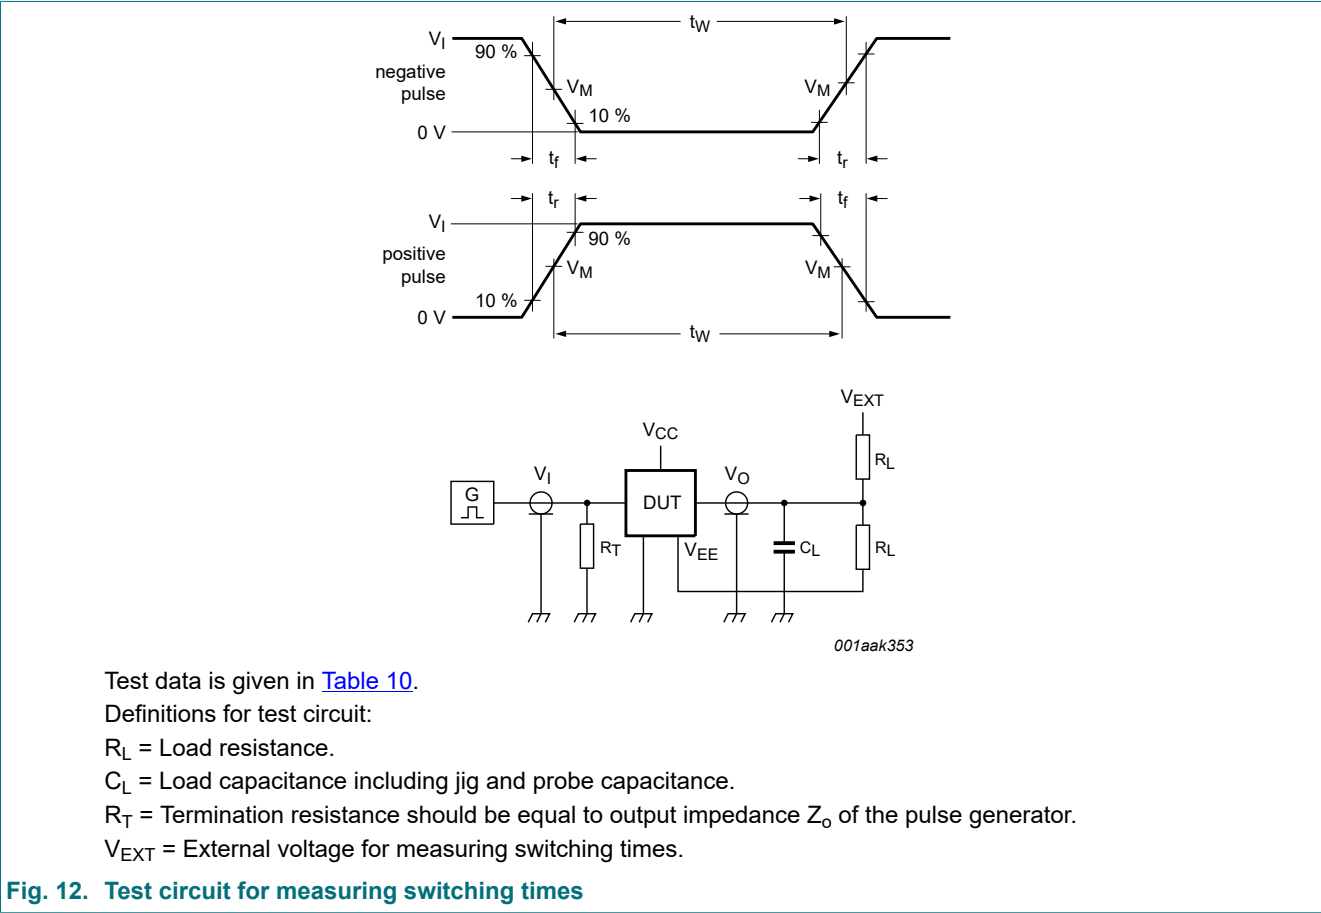 tW
VI
90 %
negative
pulse
VM
VM
10 %
0 V
tf
tr
tr
tf
VI
90 %
positive
pulse
VM
VM
10 %
0 V
tW
VEXT
VCC
RL
VI
VO
G
DUT
RT
VEE
CL
RL
001aak353
Test data is given in Table 10.
Definitions for test circuit:
RL = Load resistance.
CL = Load capacitance including jig and probe capacitance.
RT = Termination resistance should be equal to output impedance Zo of the pulse generator.
VEXT = External voltage for measuring switching times.
Fig. 12. Test circuit for measuring switching times